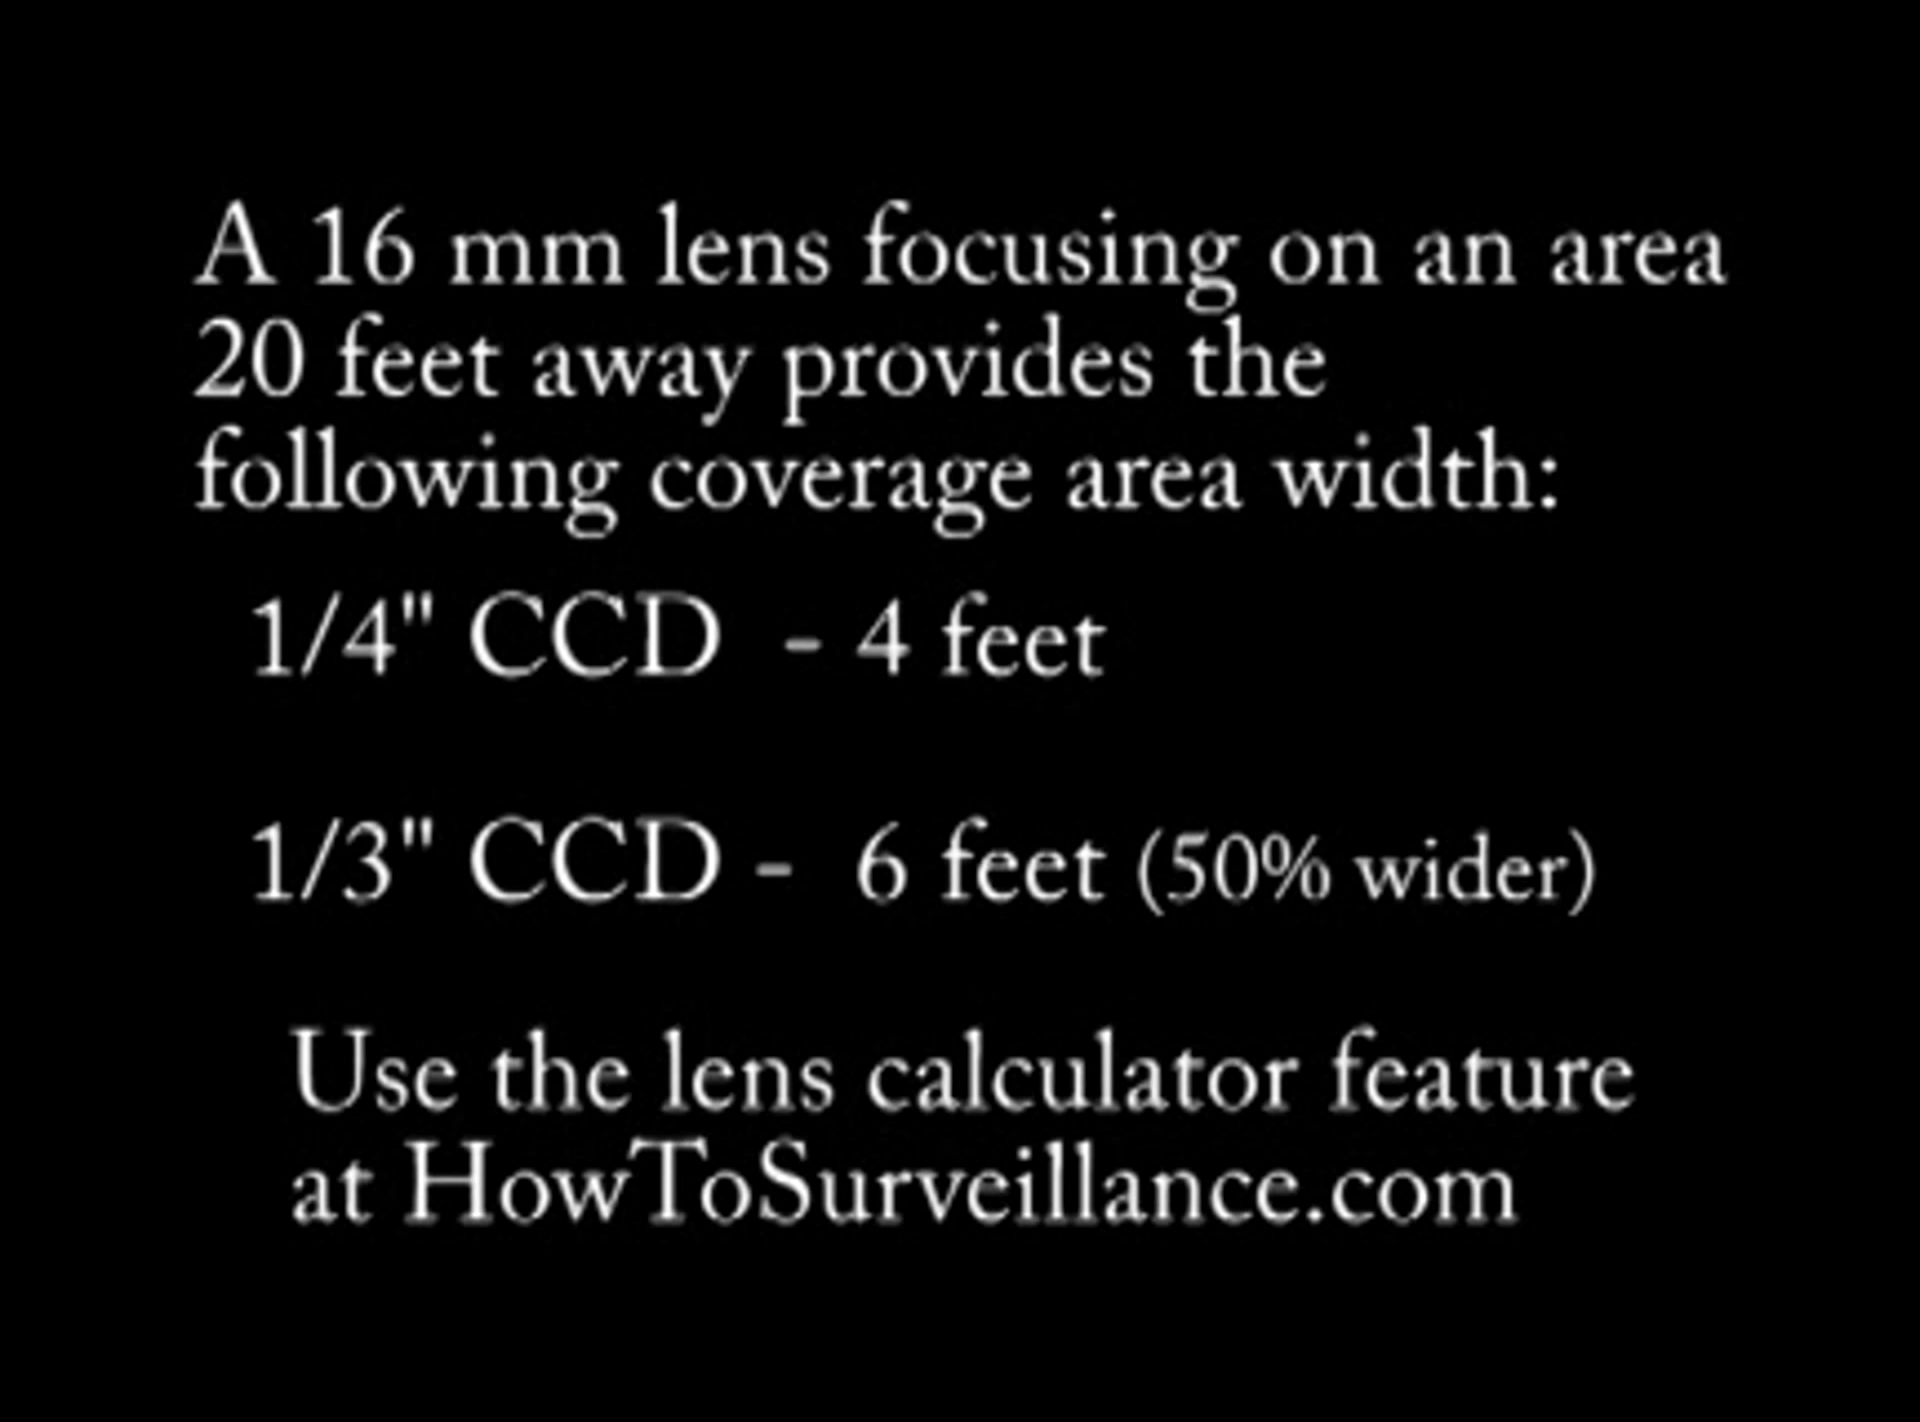 A 16 mm lens focusing on an area
20 feet away provides the
following coverage area width:
1/4" CCD - 4 feet
1/3" CCD - 6 feet (50% wider)
Use the lens calculator feature
at HowToSurveillance.com